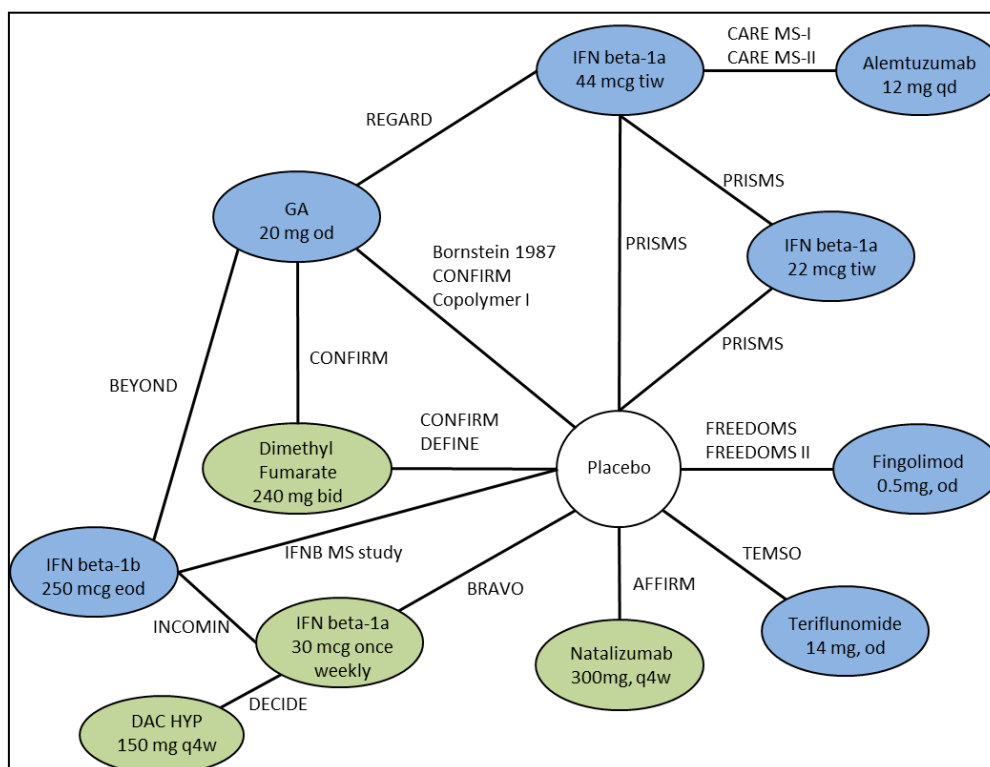 CARE MS-I
CARE MS-II
IFN beta-1a
44 mcg tiw
Alemtuzumab
12 mg qd
REGARD
PRISMS
GA
20 mg od
Bornstein 1987
CONFIRM
Copolymer I
PRISMS
IFN beta-1a
22 mcg tiw
CONFIRM
PRISMS
BEYOND
CONFIRM
DEFINE
FREEDOMS
FREEDOMS II
Dimethyl
Fumarate
240 mg bid
Placebo
Fingolimod
0.5mg, od
IFNB MS study
TEMSO
IFN beta-1b
250 mcg eod
BRAVO
AFFIRM
INCOMIN
IFN beta-1a
30 mcg once
weekly
Natalizumab
300mg, q4w
Teriflunomide
14 mg, od
DECIDE
DAC HYP
150 mg q4w